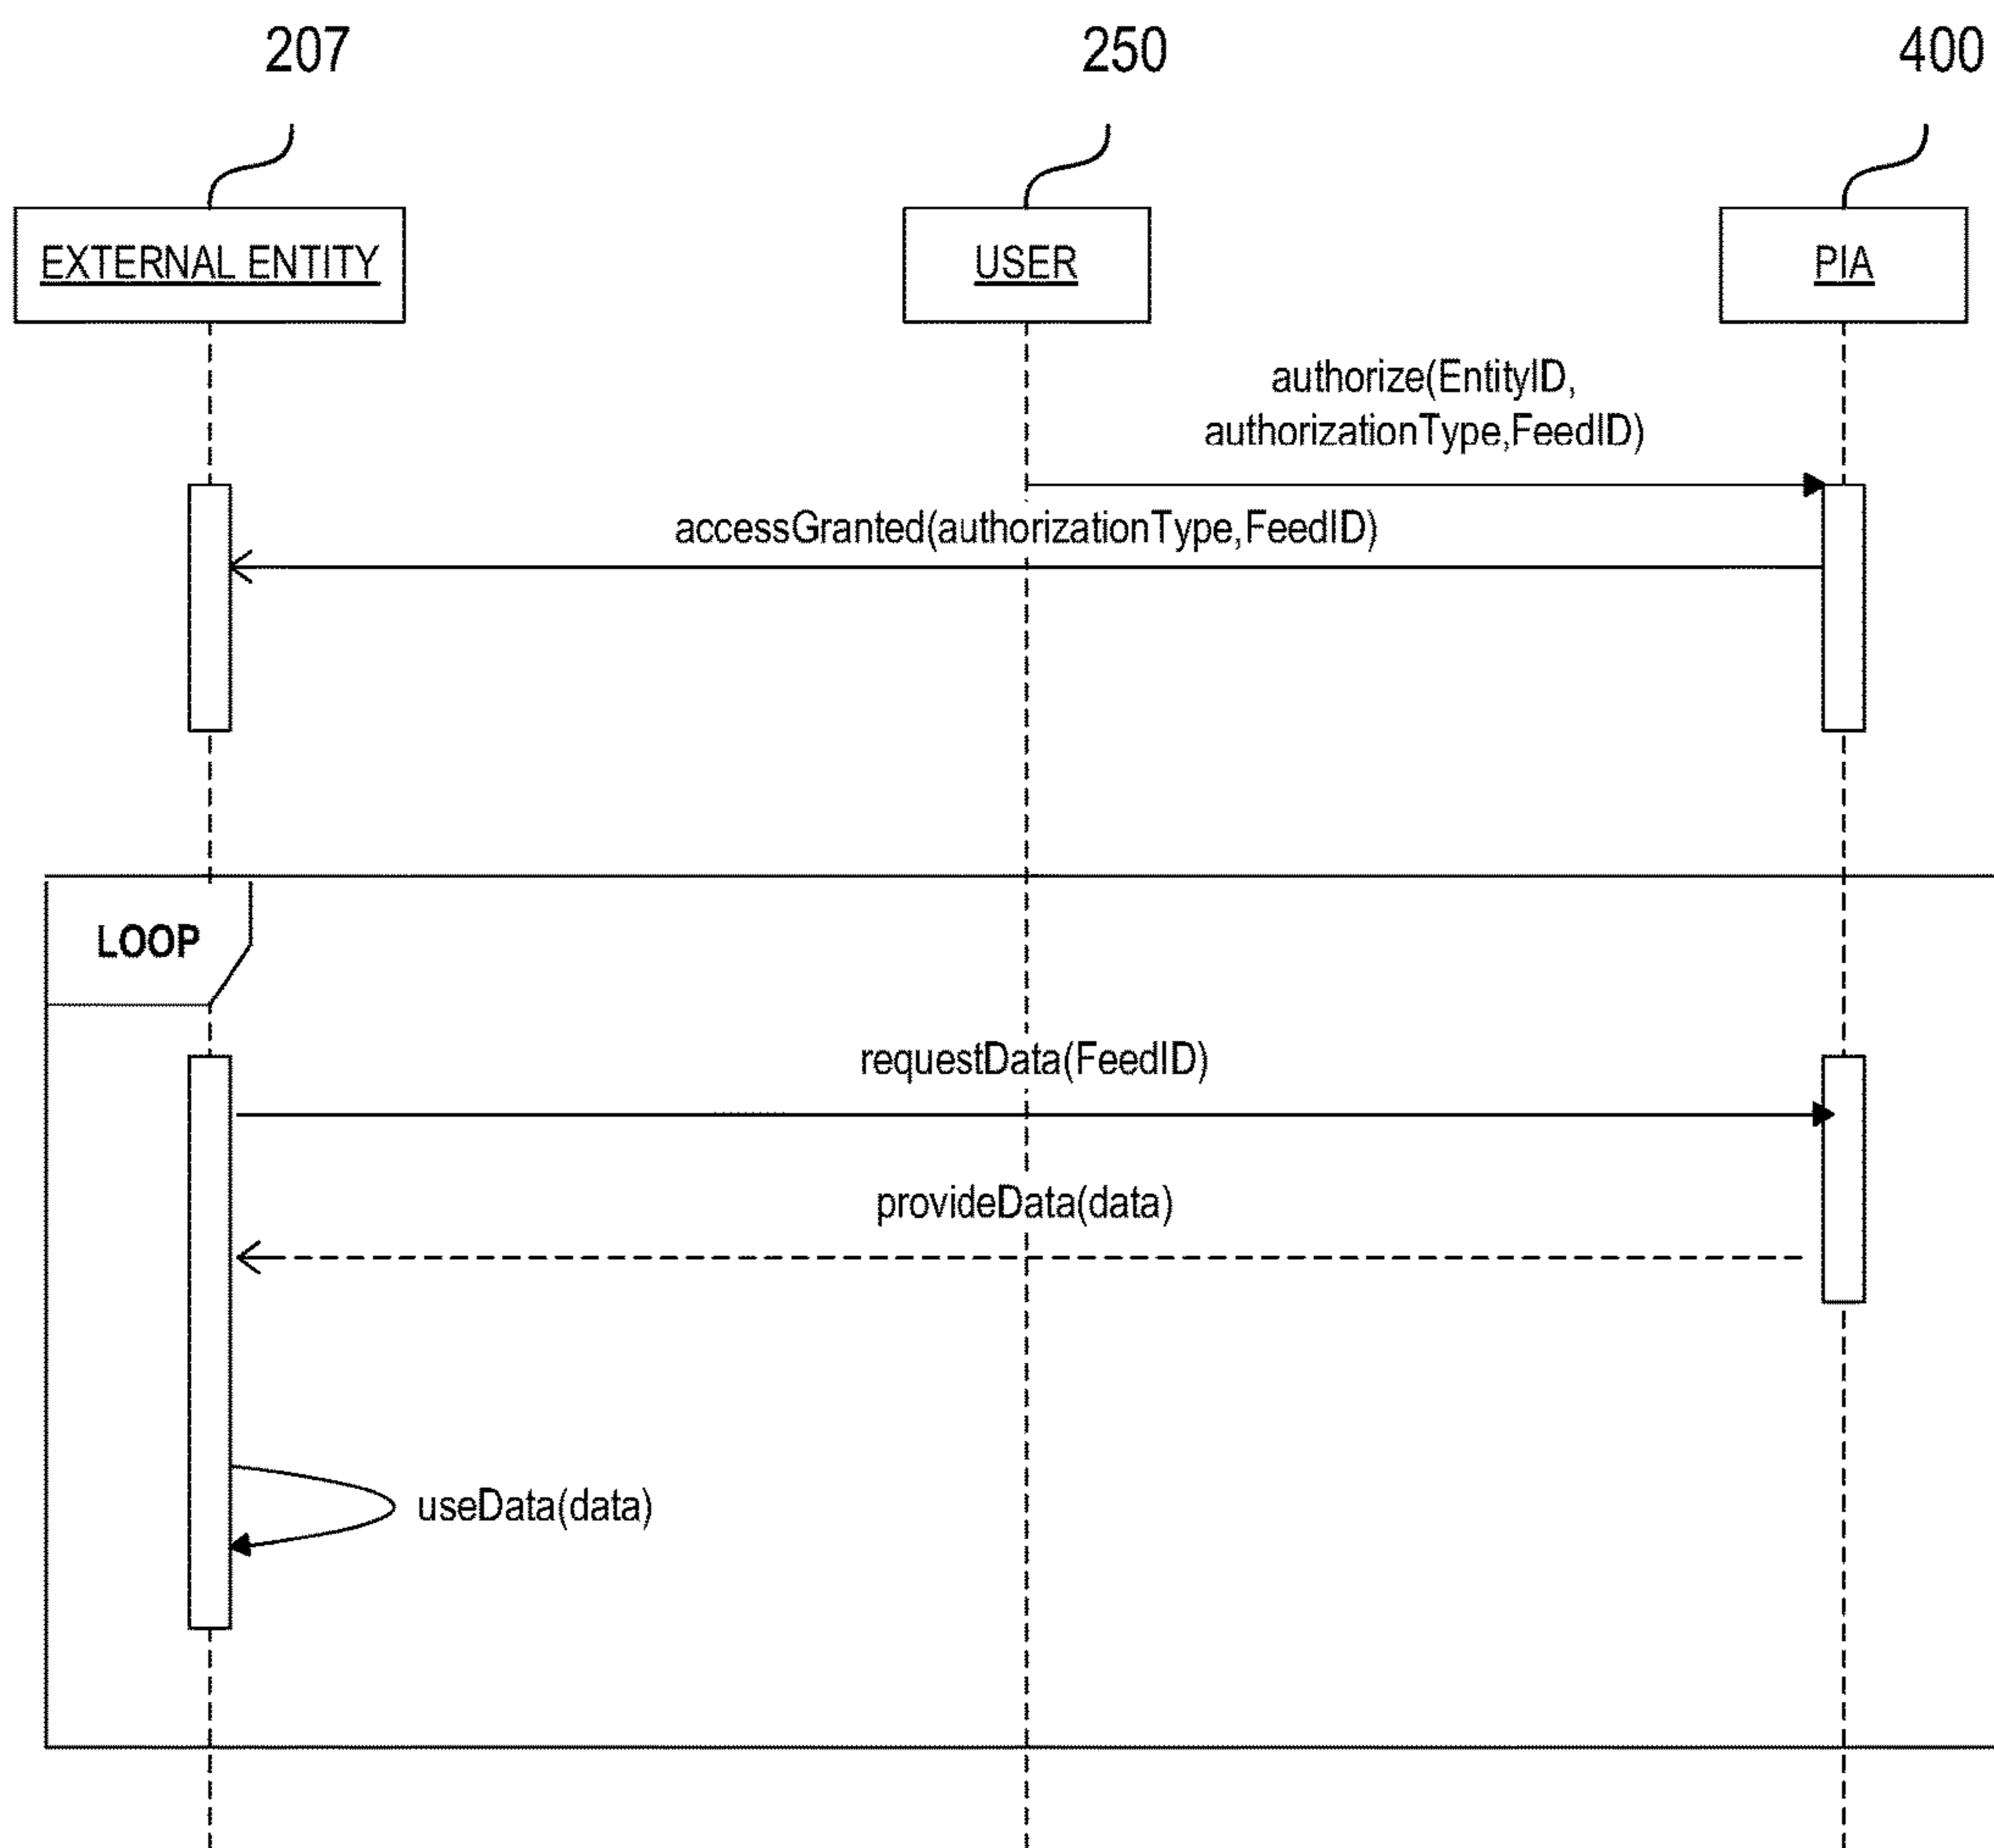 207
250
400
EXTERNAL ENTITY
USER
PIA
authorize(EntityID,
authorizationType,FeedID)
accessGranted(authorizationType,FeedID)
LOOP
requestData(FeedID)
provideData(data)
useData(data)